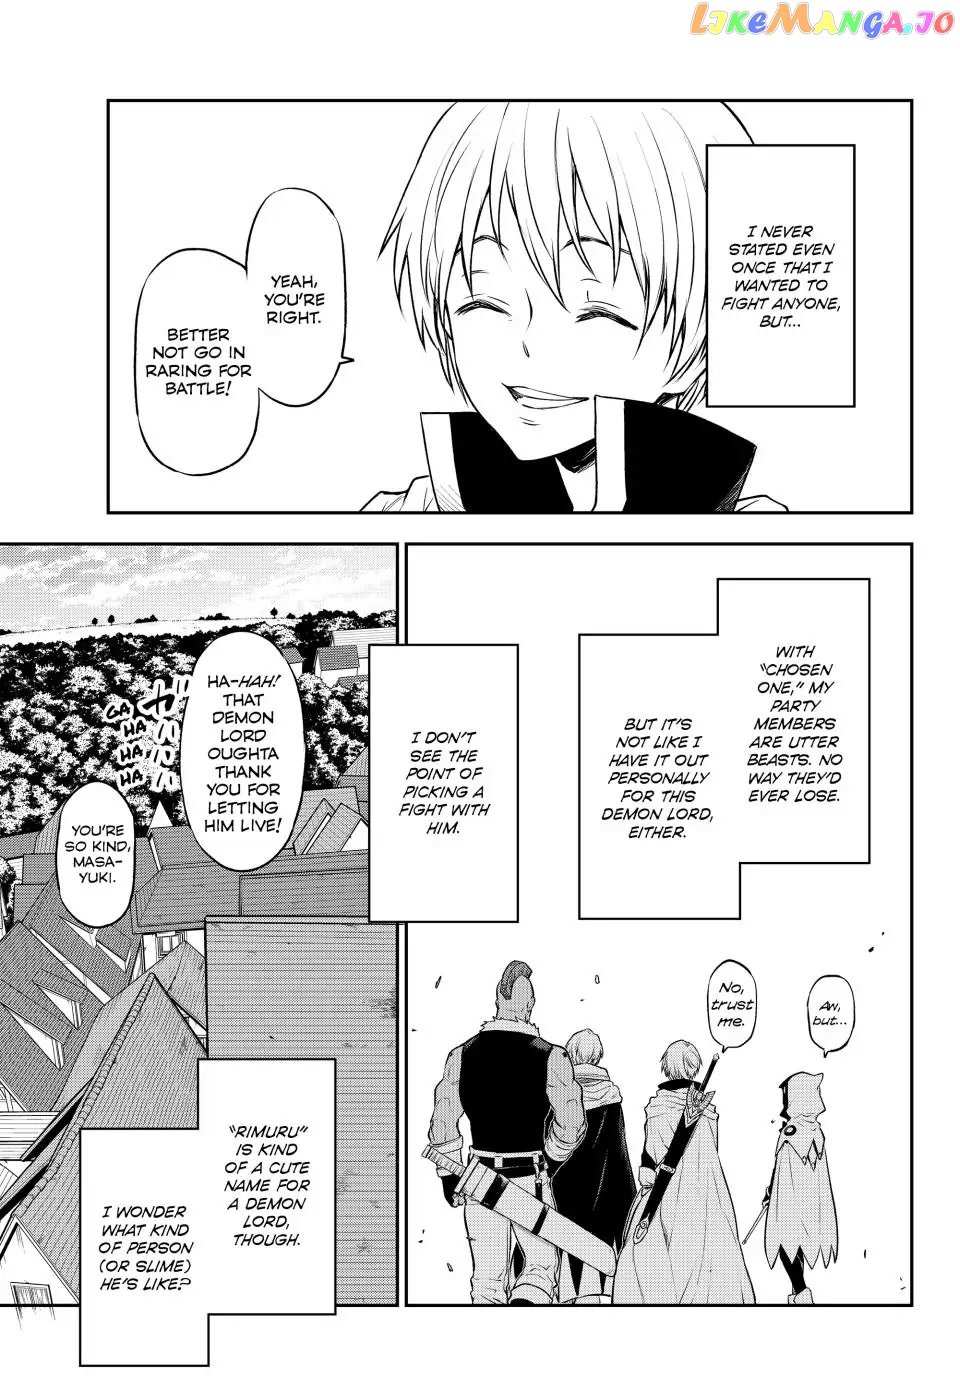 LIKEMANGA.IO
I NEVER
STATED EVEN
ONCE THAT I
WANTED TO
FIGHT ANYONE,
BUT...
YEAH,
YOU'RE
RIGHT.
BETTER
NOT GO IN
RARING FOR
BATTLE!
WITH
"CHOSEN
ONE," MY
PARTY
MEMBERS
ARE UTTER
BEASTS. NO
WAY THEY'D
EVER LOSE.
BUT IT'S
NOT LIKE I
HAVE IT OUT
PERSONALLY
FOR THIS
DEMON LORD,
EITHER.
I DON'T
SEE THE
POINT OF
PICKING A
FIGHT WITH
HIM.
Aw,
but...
No,
trust
me.
HA-HAH!
THAT
DEMON
LORD
OUGHTA
THANK
YOU FOR
LETTING
HIM LIVE!
ガハハハ
GA
HA
HA
HA
YOU'RE
SO KIND,
MASA-
YUKI.
"RIMURU"
IS KIND
OF A CUTE
NAME FOR
A DEMON
LORD,
THOUGH.
I WONDER
WHAT KIND
OF PERSON
(OR SLIME)
HE'S LIKE?